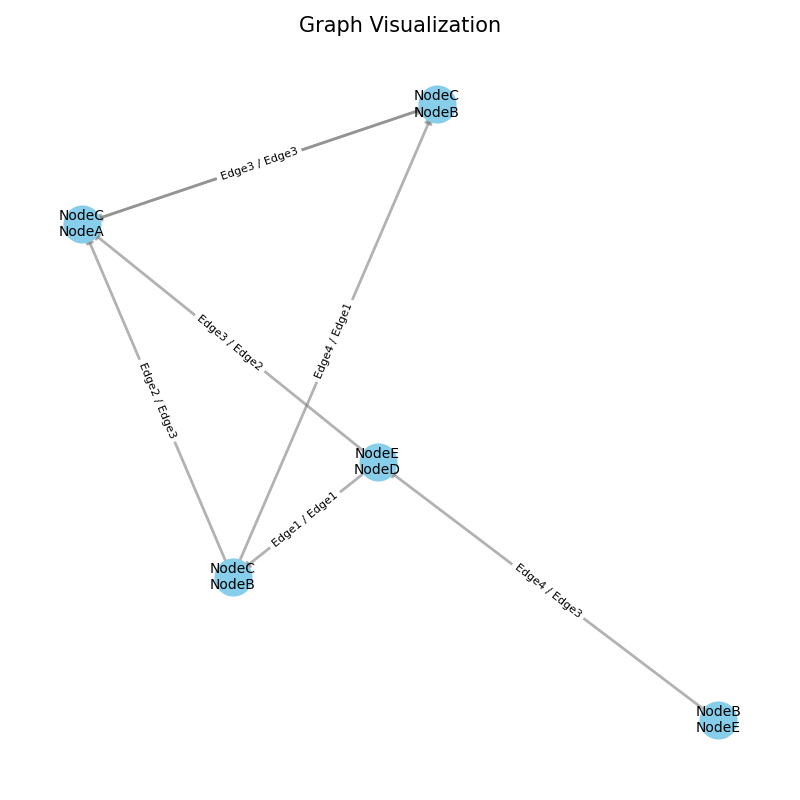 Graph Visualization
NodeC
NodeB
Edge3 / Edge3
NodeC
NodeA
Edge3 / Edge2
Edge4 / Edge1
Edge2 / Edge3
NodeE
NodeD
Edge1 / Edge1
NodeC
NodeB
Edge4 / Edge3
NodeB
NodeE